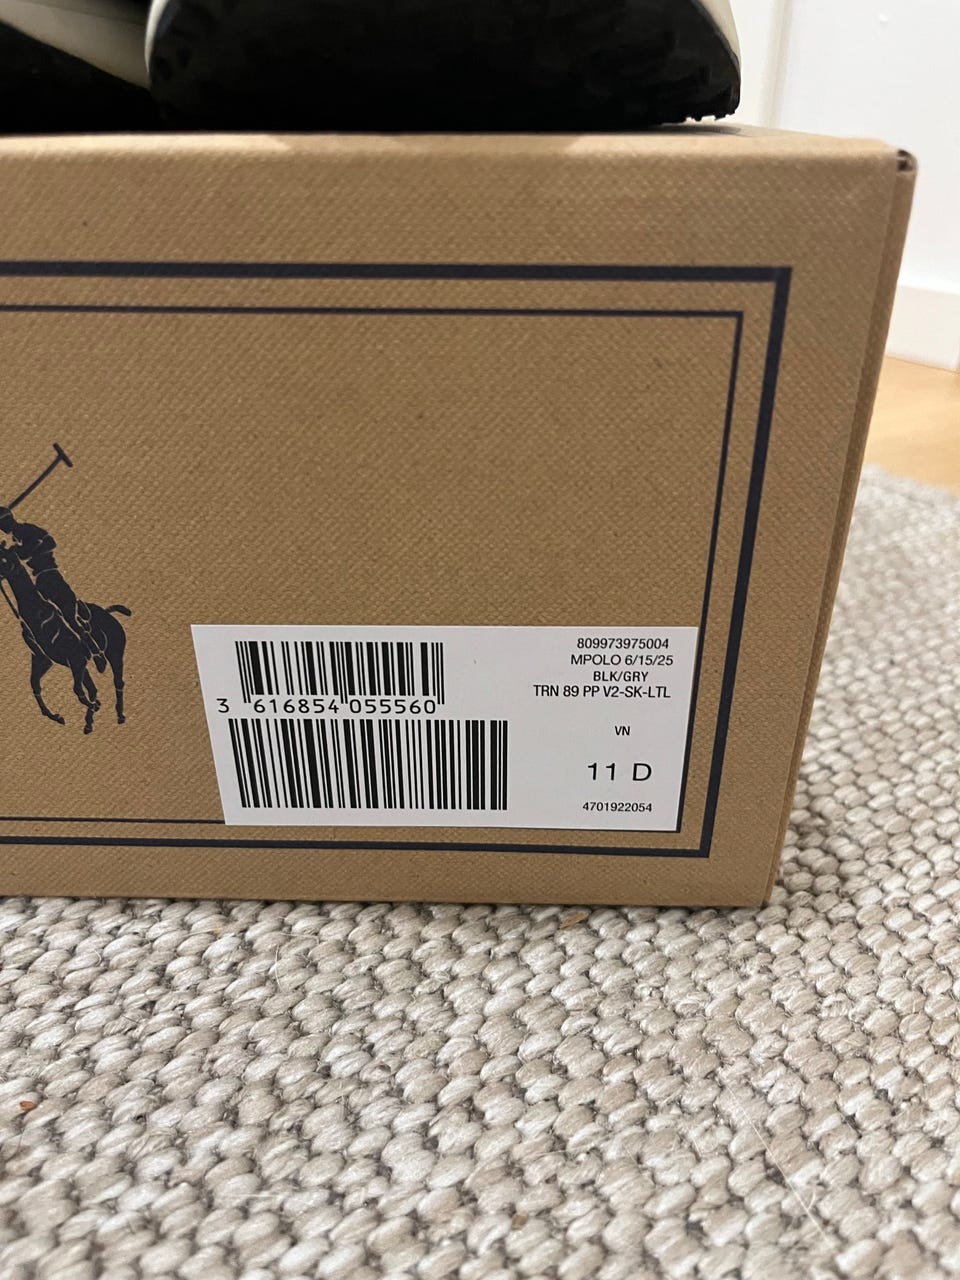 3 616854 055560
809973975004
MPOLO 6/15/25
BLK/GRY
TRN 89 PP V2-SK-LTL
VN
11 D
4701922054